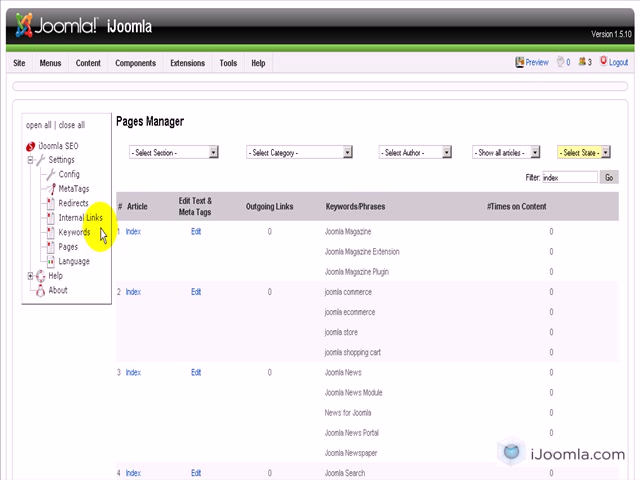 Joomla! iJoomla
Version 1.5.10
Site Menus Content Components Extensions Tools Help Preview 0 3 Logout
open all | close all
iJoomla SEO
Settings
Config
MetaTags
Redirects
Internal Links
Keywords
Pages
Language
Help
About
Pages Manager
- Select Section - - Select Category - - Select Author - - Show all articles - - Select State -
Filter: index Go
# Article Edit Text & Meta Tags Outgoing Links Keywords/Phrases #Times on Content
1 Index Edit 0 Joomla Magazine 0
Joomla Magazine Extension 0
Joomla Magazine Plugin 0
2 Index Edit 0 joomla commerce 0
joomla ecommerce 0
joomla store 0
joomla shopping cart 0
3 Index Edit 0 Joomla News 0
Joomla News Module 0
News for Joomla 0
Joomla News Portal 0
Joomla Newspaper
4 Index Edit 0 Joomla Search 0
iJoomla.com